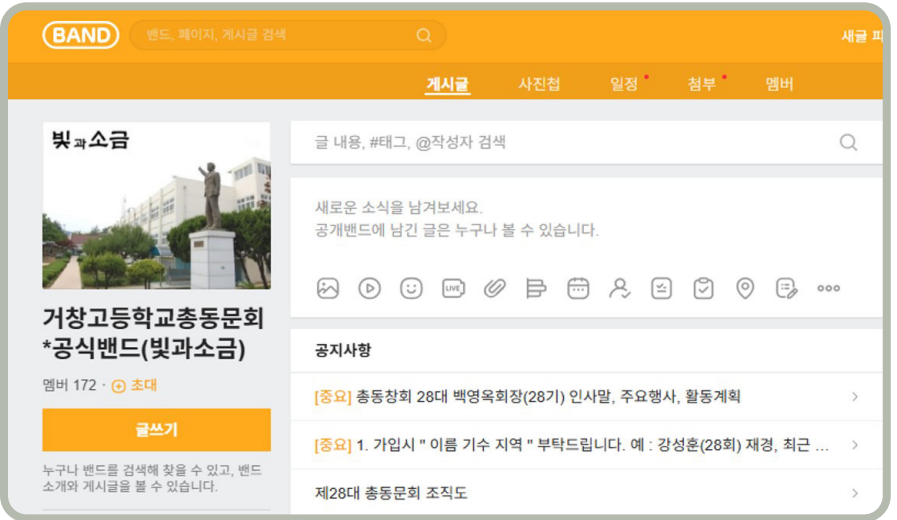 BAND
밴드, 페이지, 게시글 검색
새글
게시글
사진첩
일정
첨부
멤버
빛과소금
거창고등학교총동문회
*공식밴드(빛과소금)
멤버 172 · 초대
글쓰기
누구나 밴드를 검색해 찾을 수 있고, 밴드
소개와 게시글을 볼 수 있습니다.
글 내용, #태그, @작성자 검색
새로운 소식을 남겨보세요.
공개밴드에 남긴 글은 누구나 볼 수 있습니다.
LIVE
공지사항
[중요] 총동창회 28대 백영옥회장(28기) 인사말, 주요행사, 활동계획
[중요] 1. 가입시 " 이름 기수 지역 " 부탁드립니다. 예 : 강성훈(28회) 재경, 최근 ...
제28대 총동문회 조직도